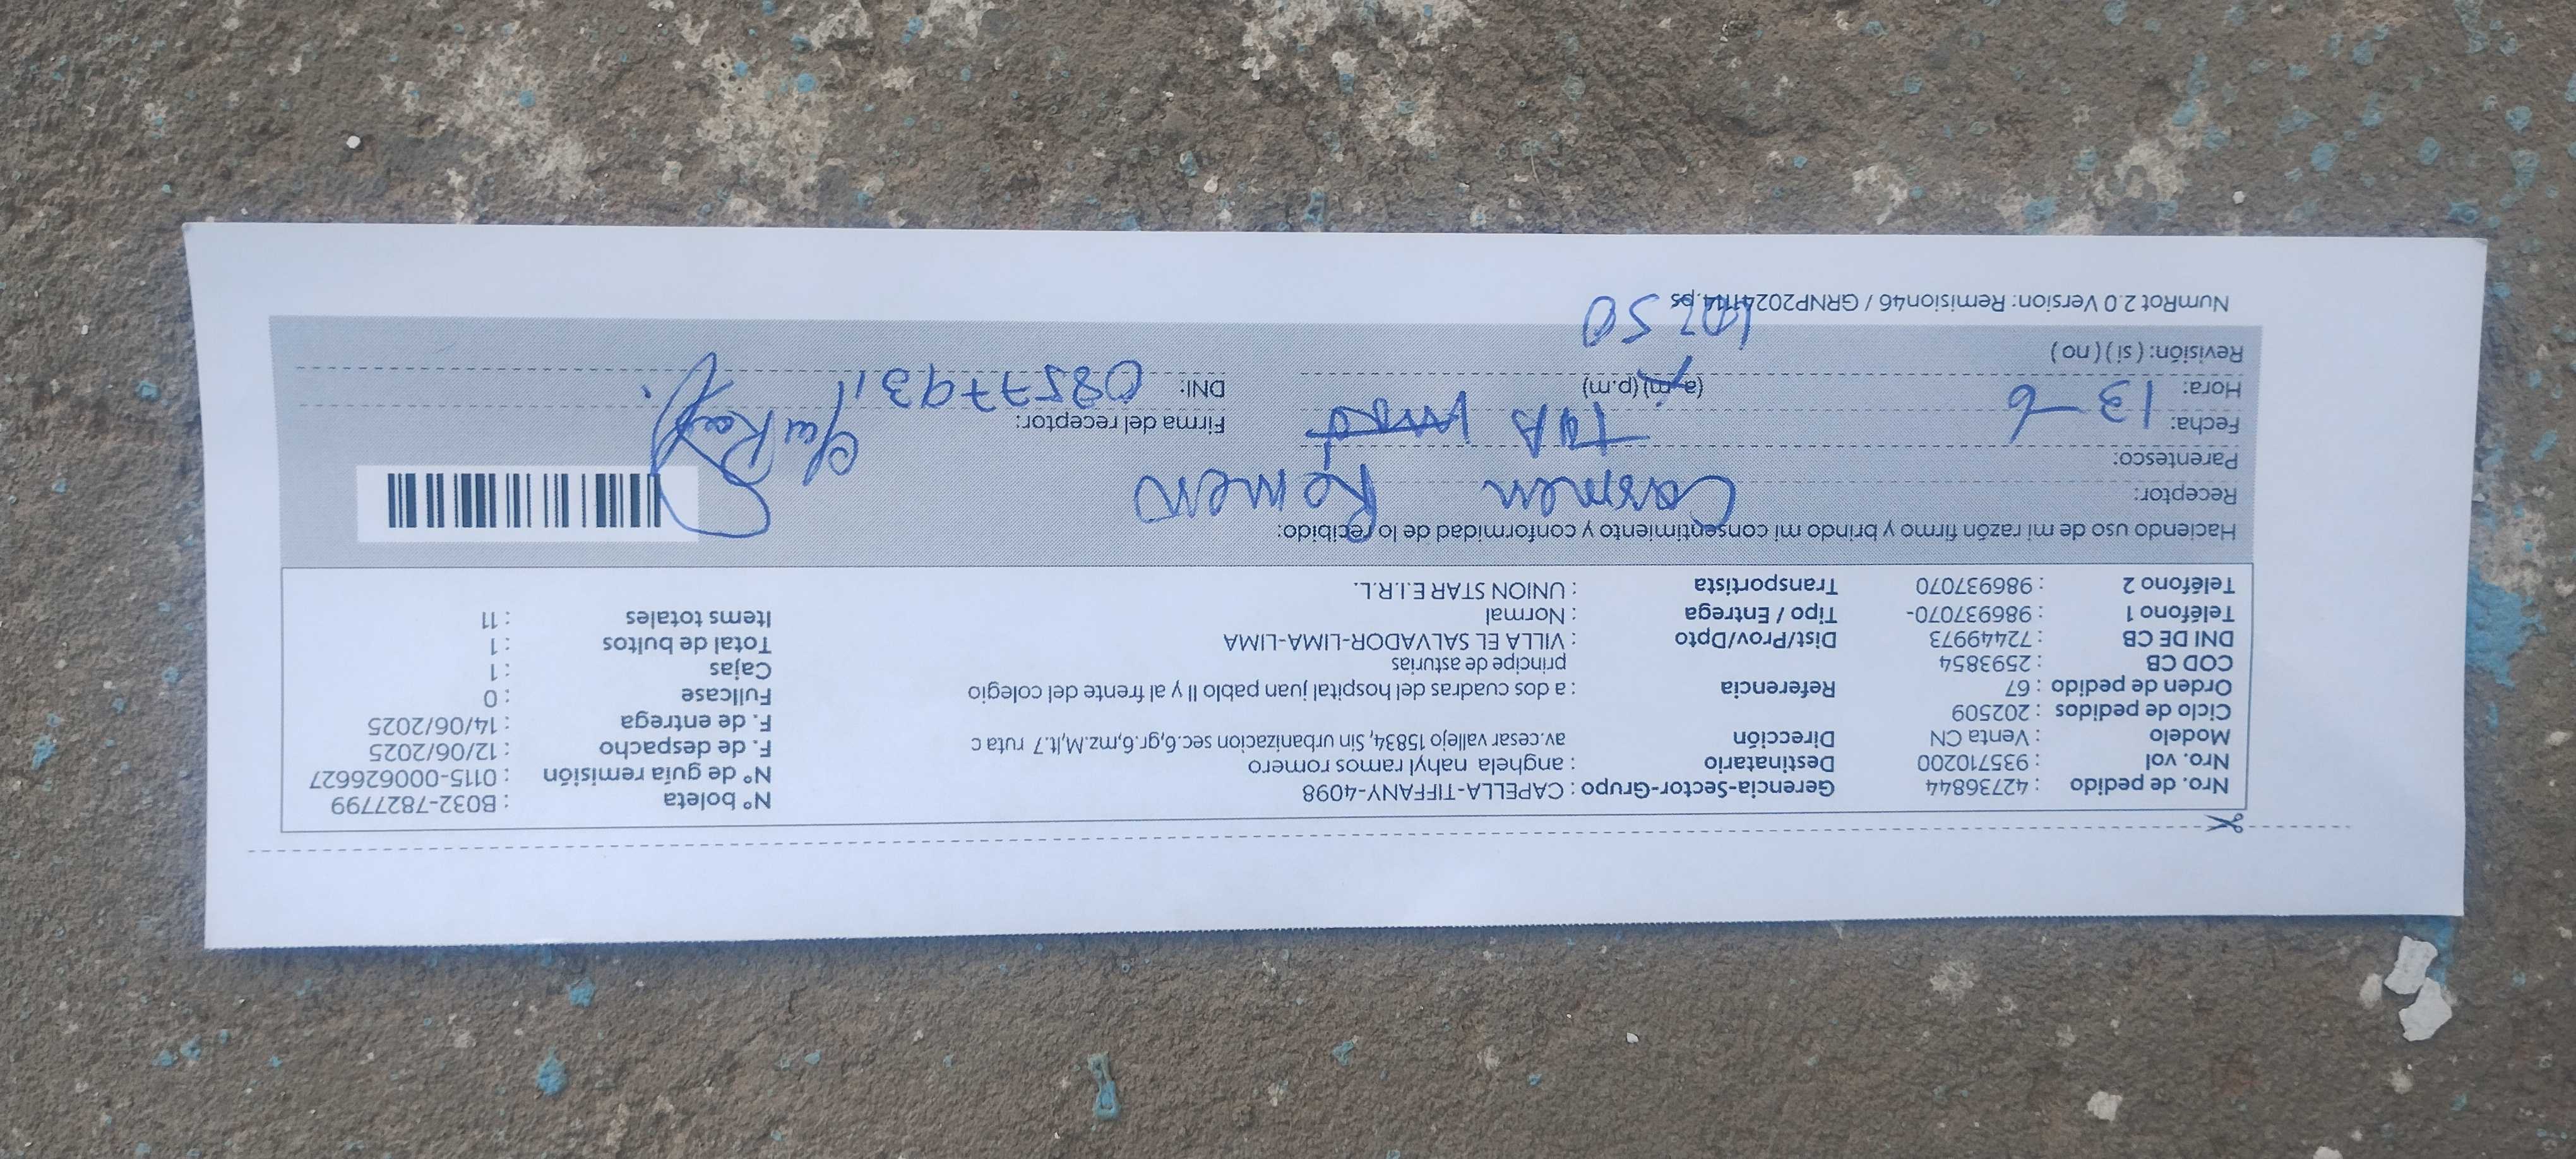 Nro. de pedido : 42736844 Gerencia-Sector-Grupo : CAPELLA-TIFFANY-4098 N° boleta : B032-7827799
Nro. vol : 935710200 Destinatario : anghela nahyl ramos romero N° de guía remisión : 0115-000626627
Modelo : Venta CN Dirección av.cesar vallejo 15834, Sin urbanizacion sec.6,gr.6,mz.M,lt.7 ruta c F. de despacho : 12/06/2025
Ciclo de pedidos : 202509 F. de entrega : 14/06/2025
Orden de pedido : 67 Referencia : a dos cuadras del hospital juan pablo II y al frente del colegio Fullcase : 0
COD CB : 2593854 principe de asturias Cajas : 1
DNI DE CB : 72449973 Dist/Prov/Dpto : VILLA EL SALVADOR-LIMA-LIMA Total de bultos : 1
Teléfono 1 : 986937070- Tipo / Entrega : Normal Items totales : 11
Teléfono 2 : 986937070 Transportista : UNION STAR E.I.R.L.
Haciendo uso de mi razón firmo y brindo mi consentimiento y conformidad de lo recibido:
Receptor: Carmen Romero
Parentesco:
Fecha: 13-6 Firma del receptor:
Hora: (a.m) (p.m) DNI: 08577931
Revisión: ( si ) ( no )
NumRot 2.0 Version: Remision46 / GRNP20241114.ps